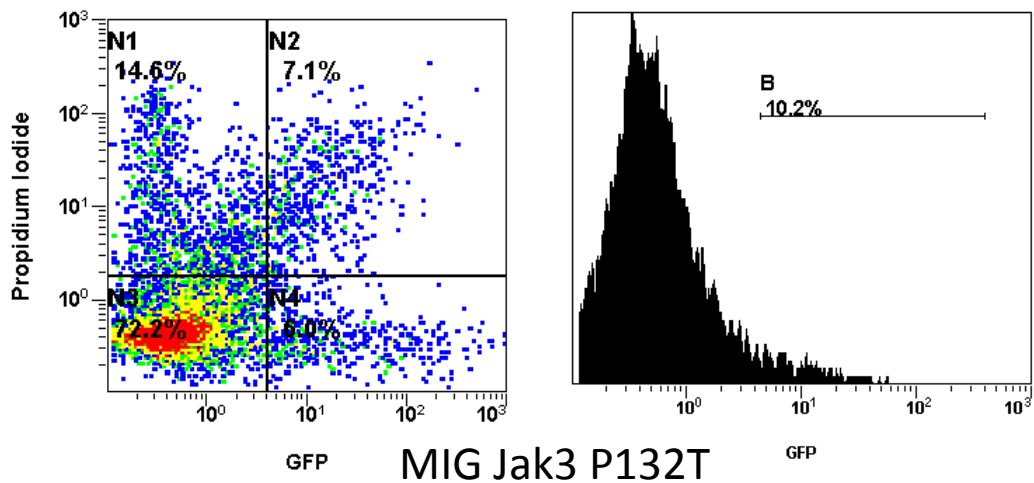 N1
14.6%
N2
7.1%
N3
72.2%
N4
6.0%
Propidium Iodide
10³
10²
10¹
10⁰
10⁰ 10¹ 10² 10³
GFP
B
10.2%
10⁰ 10¹ 10² 10³
GFP
MIG Jak3 P132T